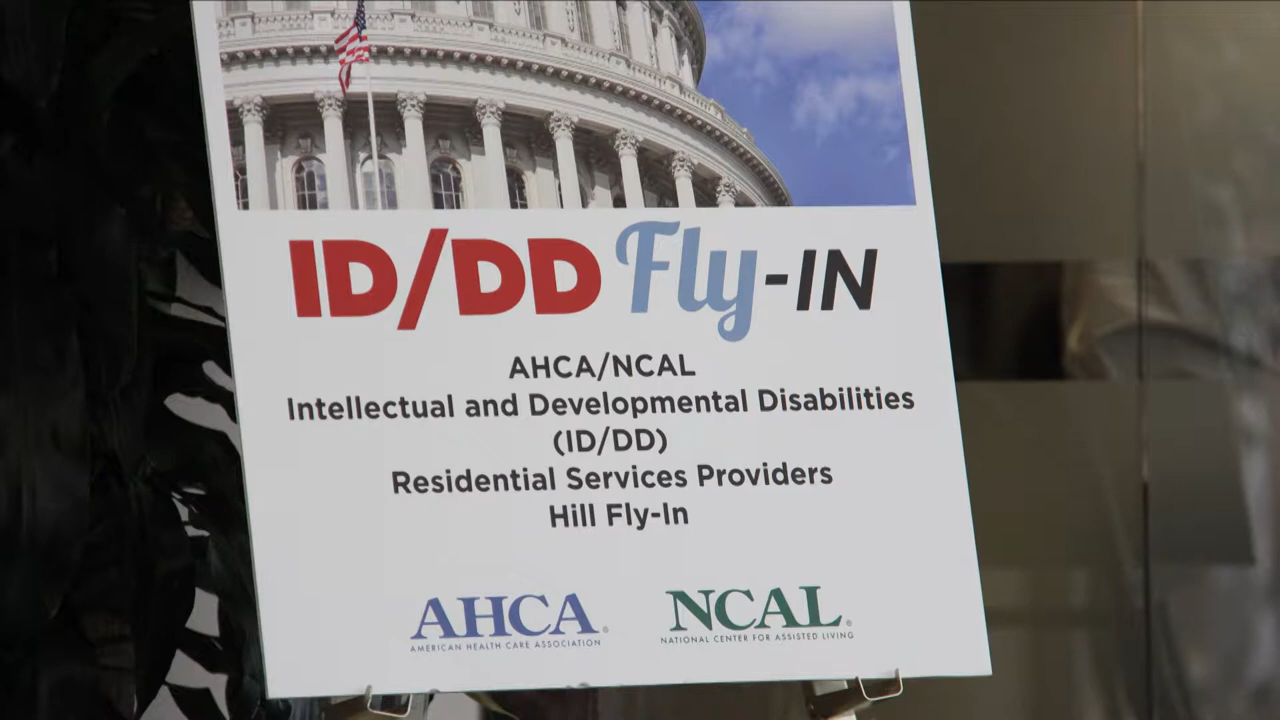 ID/DD Fly-IN
AHCA/NCAL
Intellectual and Developmental Disabilities
(ID/DD)
Residential Services Providers
Hill Fly-In
AHCA®
AMERICAN HEALTH CARE ASSOCIATION
NCAL®
NATIONAL CENTER FOR ASSISTED LIVING